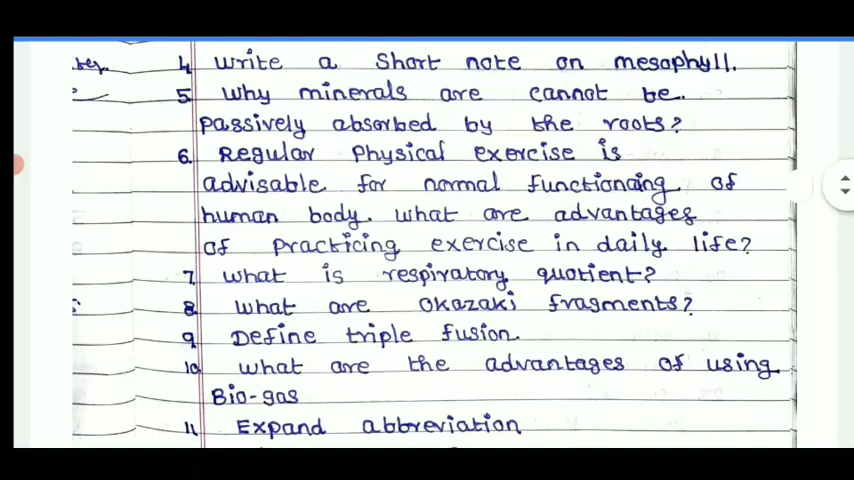 4 Write a Short note on mesophyll.
5. Why minerals are cannot be
passively absorbed by the roots?
6. Regular Physical exercise is
advisable for normal functionaing of
human body. What are advantages
of Practicing exercise in daily life?
7. What is respiratory quotient?
8. What are Okazaki fragments?
9 Define triple fusion.
10. What are the advantages of using
Bio-gas
11. Expand abbreviation